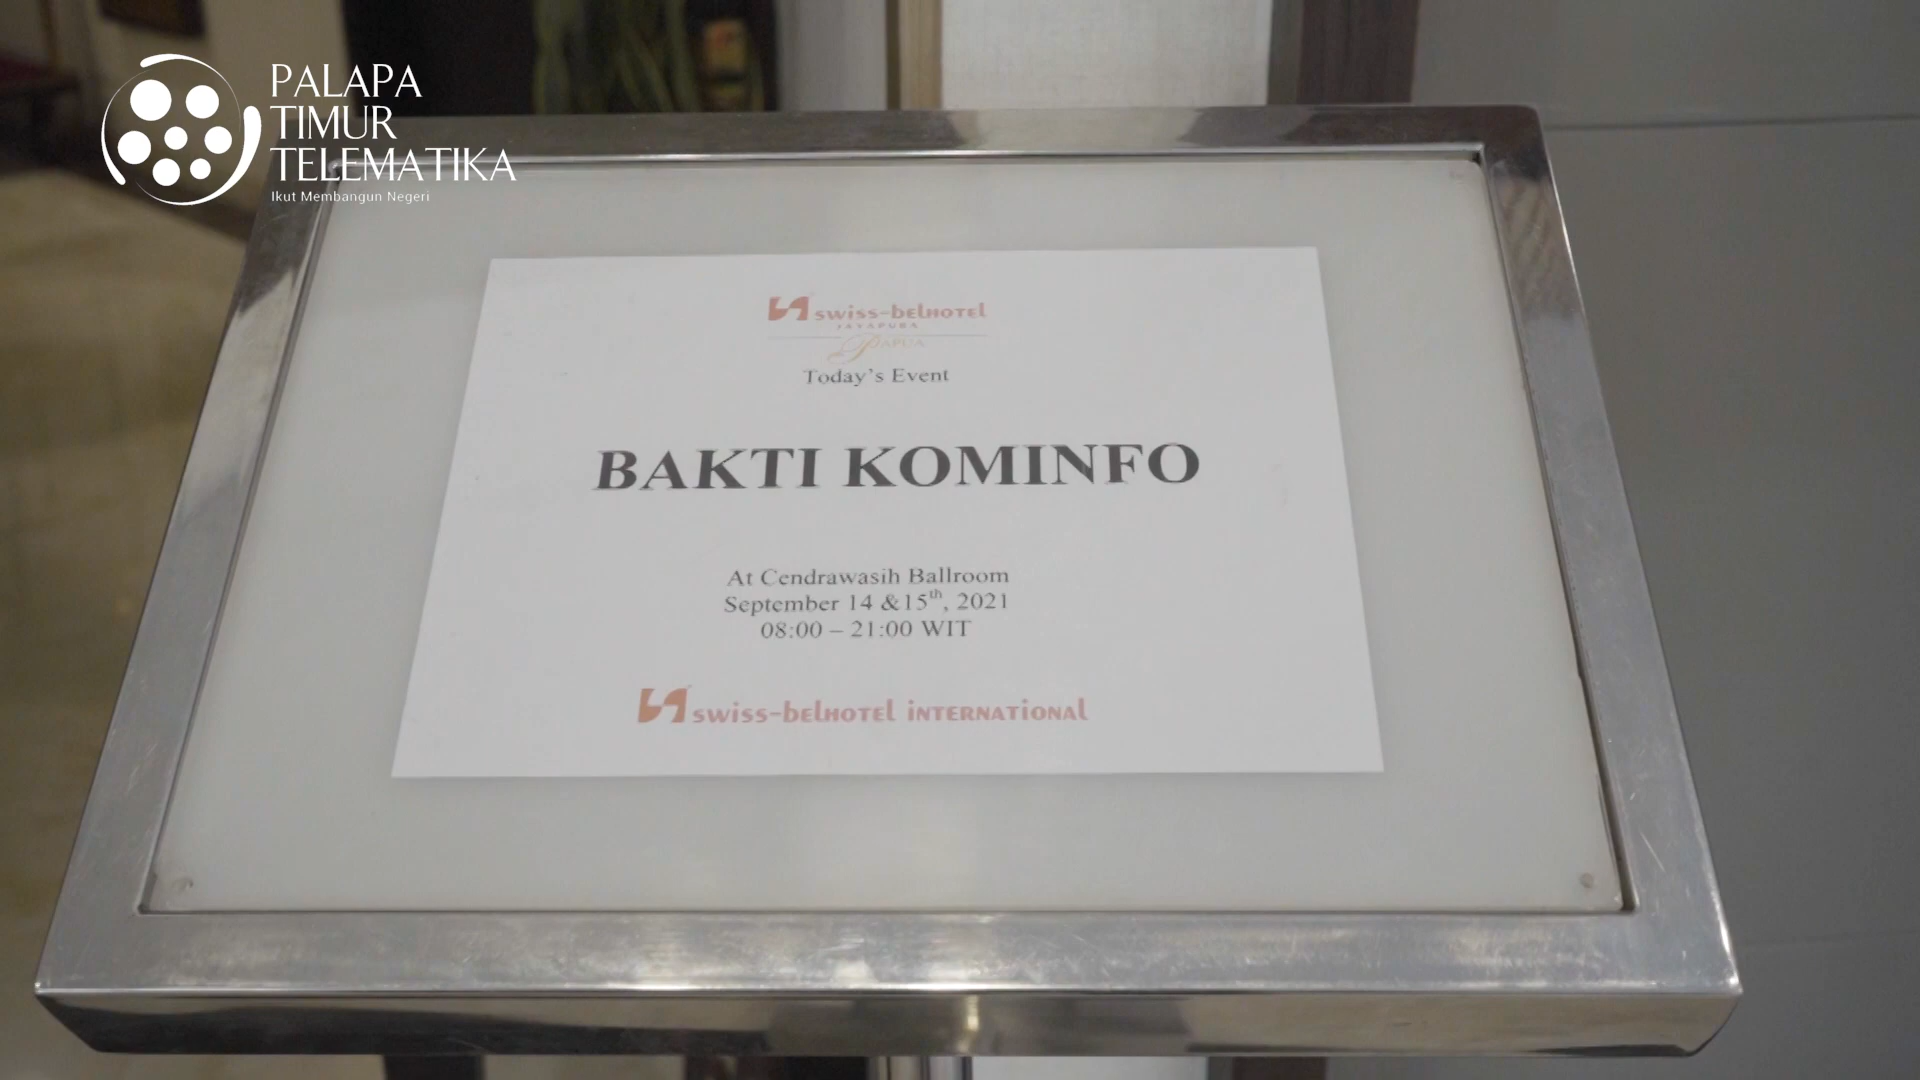 PALAPA
TIMUR
TELEMATIKA
Ikut Membangun Negeri
swiss-belHOTEL
JAYAPURA
PAPUA
Today's Event
BAKTI KOMINFO
At Cendrawasih Ballroom
September 14 &15th, 2021
08:00 – 21:00 WIT
swiss-belHOTEL INTERNATIONAL